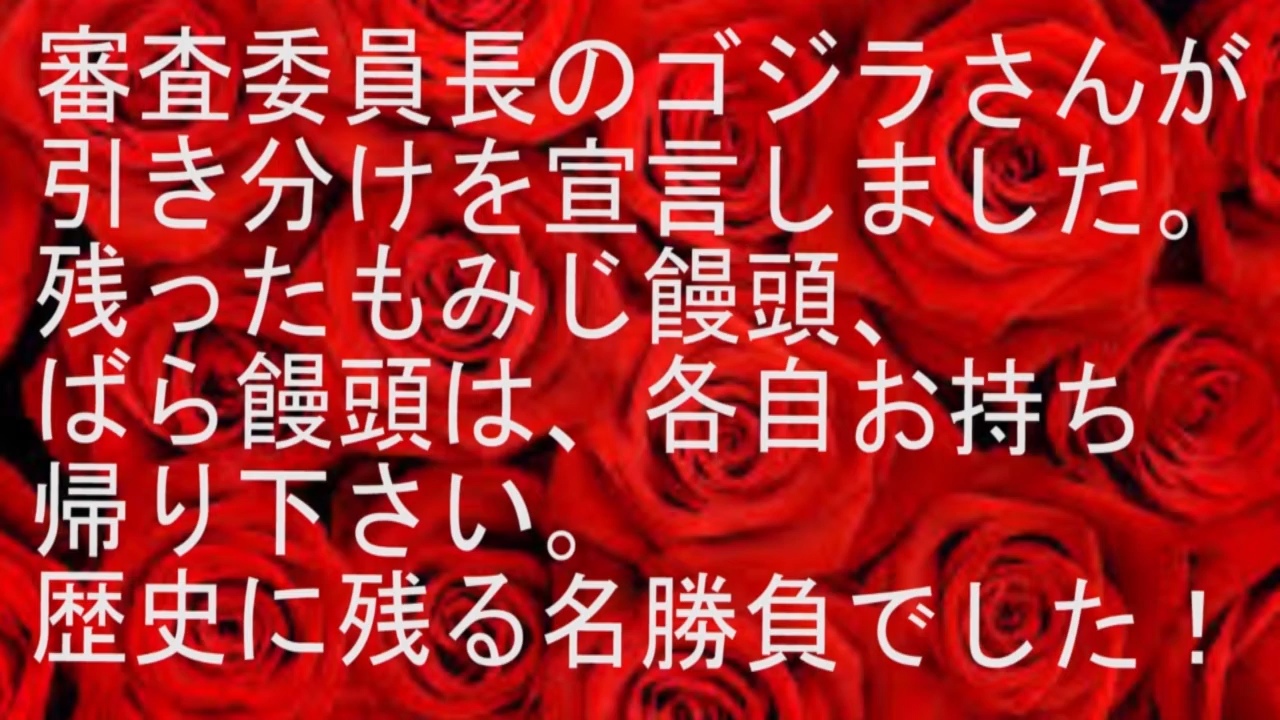 審査委員長のゴジラさんが
引き分けを宣言しました。
残ったもみじ饅頭、
ばら饅頭は、各自お持ち
帰り下さい。
歴史に残る名勝負でした！